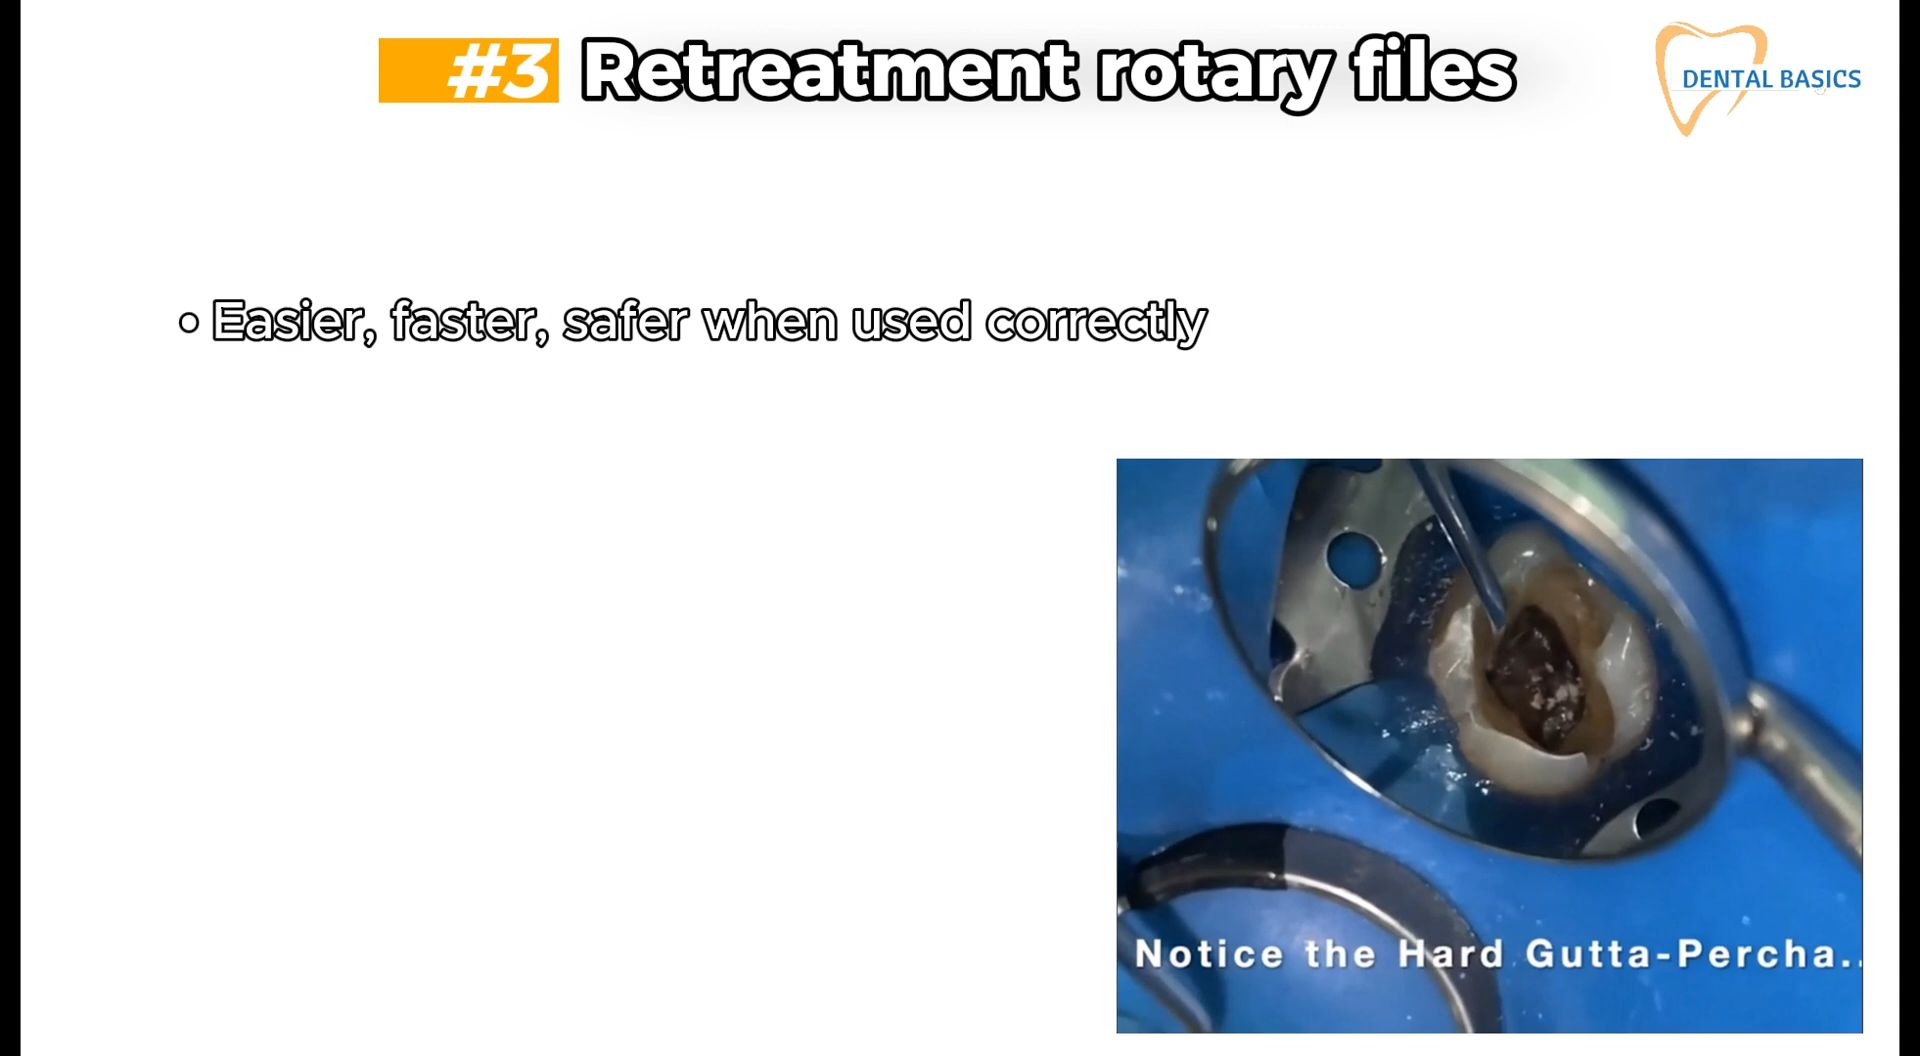 #3 Retreatment rotary files
DENTAL BASICS
• Easier, faster, safer when used correctly
Notice the Hard Gutta-Percha..